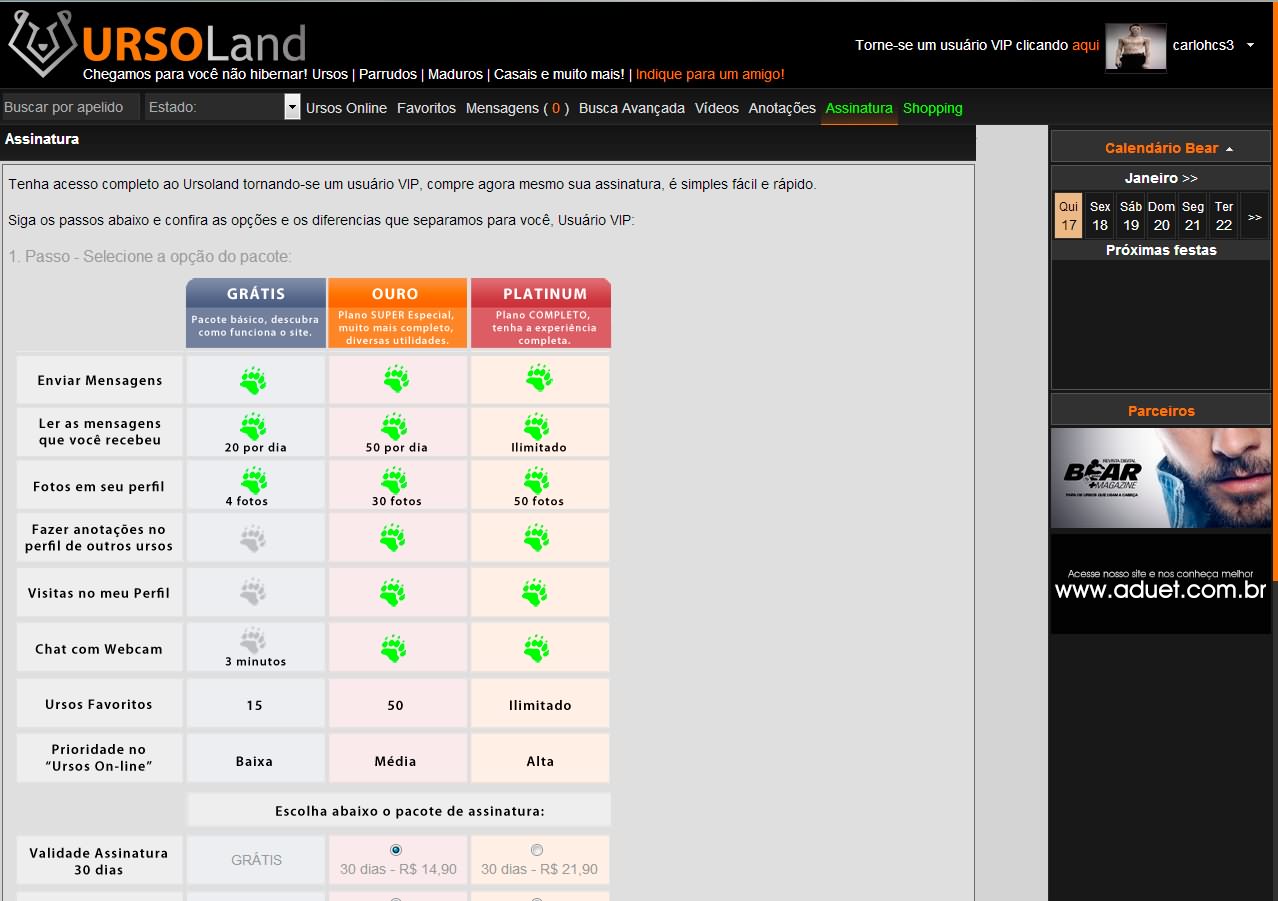 URSOLand
Torne-se um usuário VIP clicando aqui
carlohcs3
Chegamos para você não hibernar! Ursos | Parrudos | Maduros | Casais e muito mais! | Indique para um amigo!
Buscar por apelido
Estado:
Ursos Online
Favoritos
Mensagens ( 0 )
Busca Avançada
Vídeos
Anotações
Assinatura
Shopping
Assinatura
Tenha acesso completo ao Ursoland tornando-se um usuário VIP, compre agora mesmo sua assinatura, é simples fácil e rápido.
Siga os passos abaixo e confira as opções e os diferencias que separamos para você, Usuário VIP:
1. Passo - Selecione a opção do pacote:
GRÁTIS
Pacote básico, descubra
como funciona o site.
OURO
Plano SUPER Especial,
muito mais completo,
diversas utilidades.
PLATINUM
Plano COMPLETO,
tenha a experiência
completa.
Enviar Mensagens
Ler as mensagens
que você recebeu
20 por dia
50 por dia
Ilimitado
Fotos em seu perfil
4 fotos
30 fotos
50 fotos
Fazer anotações no
perfil de outros ursos
Visitas no meu Perfil
Chat com Webcam
3 minutos
Ursos Favoritos
15
50
Ilimitado
Prioridade no
“Ursos On-line”
Baixa
Média
Alta
Escolha abaixo o pacote de assinatura:
Validade Assinatura
30 dias
GRÁTIS
30 dias - R$ 14,90
30 dias - R$ 21,90
Calendário Bear
Janeiro >>
Qui
17
Sex
18
Sáb
19
Dom
20
Seg
21
Ter
22
>>
Próximas festas
Parceiros
REVISTA DIGITAL
BEAR
MAGAZINE
PARA OS URSOS QUE USAM A CABEÇA
Acesse nosso site e nos conheça melhor
www.aduet.com.br